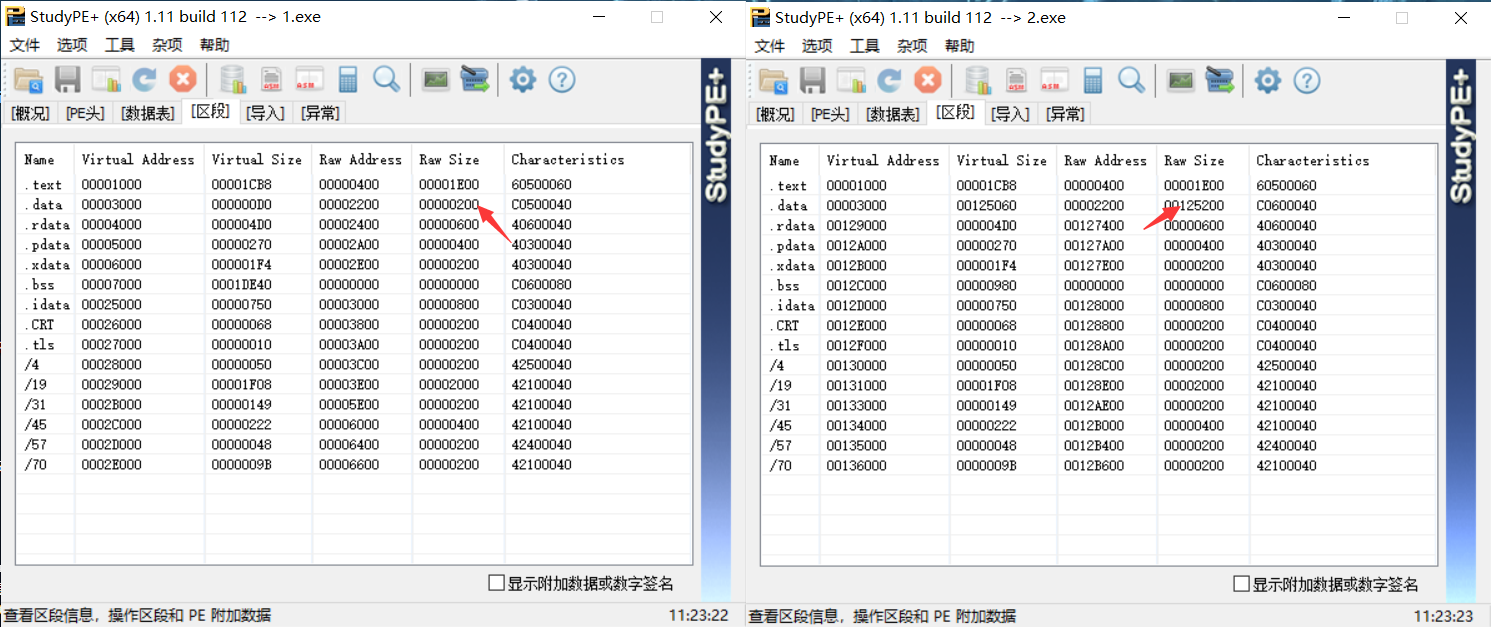 StudyPE+ (x64) 1.11 build 112 --> 1.exe
文件 选项 工具 杂项 帮助
[概况] [PE头] [数据表] [区段] [导入] [异常]
Name Virtual Address Virtual Size Raw Address Raw Size Characteristics
.text 00001000 00001CB8 00000400 00001E00 60500060
.data 00003000 000000D0 00002200 00000200 C0500040
.rdata 00004000 000004D0 00002400 00000600 40600040
.pdata 00005000 00000270 00002A00 00000400 40300040
.xdata 00006000 000001F4 00002E00 00000200 40300040
.bss 00007000 0001DE40 00000000 00000000 C0600080
.idata 00025000 00000750 00003000 00000800 C0300040
.CRT 00026000 00000068 00003800 00000200 C0400040
.tls 00027000 00000010 00003A00 00000200 C0400040
/4 00028000 00000050 00003C00 00000200 42500040
/19 00029000 00001F08 00003E00 00002000 42100040
/31 0002B000 00000149 00005E00 00000200 42100040
/45 0002C000 00000222 00006000 00000400 42100040
/57 0002D000 00000048 00006400 00000200 42400040
/70 0002E000 0000009B 00006600 00000200 42100040
显示附加数据或数字签名
查看区段信息，操作区段和 PE 附加数据 11:23:22
StudyPE+
StudyPE+ (x64) 1.11 build 112 --> 2.exe
文件 选项 工具 杂项 帮助
[概况] [PE头] [数据表] [区段] [导入] [异常]
Name Virtual Address Virtual Size Raw Address Raw Size Characteristics
.text 00001000 00001CB8 00000400 00001E00 60500060
.data 00003000 00125060 00002200 00125200 C0600040
.rdata 00129000 000004D0 00127400 00000600 40600040
.pdata 0012A000 00000270 00127A00 00000400 40300040
.xdata 0012B000 000001F4 00127E00 00000200 40300040
.bss 0012C000 00000980 00000000 00000000 C0600080
.idata 0012D000 00000750 00128000 00000800 C0300040
.CRT 0012E000 00000068 00128800 00000200 C0400040
.tls 0012F000 00000010 00128A00 00000200 C0400040
/4 00130000 00000050 00128C00 00000200 42500040
/19 00131000 00001F08 00128E00 00002000 42100040
/31 00133000 00000149 0012AE00 00000200 42100040
/45 00134000 00000222 0012B000 00000400 42100040
/57 00135000 00000048 0012B400 00000200 42400040
/70 00136000 0000009B 0012B600 00000200 42100040
显示附加数据或数字签名
查看区段信息，操作区段和 PE 附加数据 11:23:23
StudyPE+